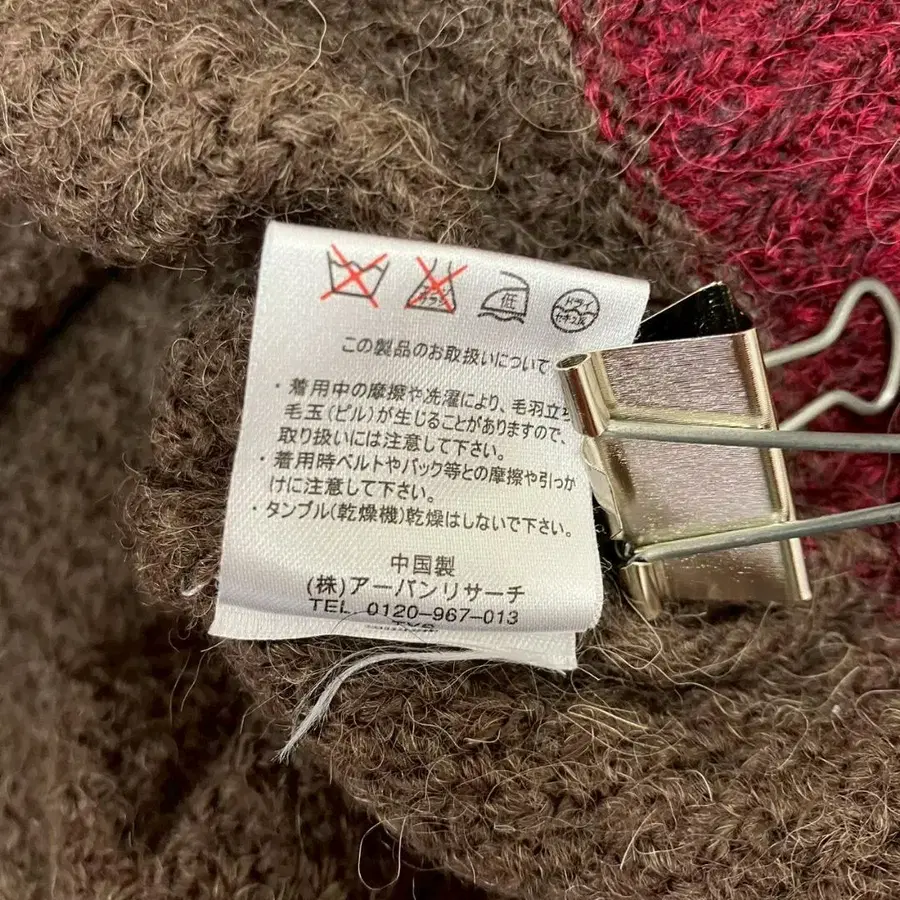 低
ドライ
セキユ系
この製品のお取扱いについて
・着用中の摩擦や洗濯により、毛羽立ち
毛玉(ピル)が生じることがありますので、
取り扱いには注意して下さい。
・着用時ベルトやバック等との摩擦や引っか
けに注意して下さい。
・タンブル(乾燥機)乾燥はしないで下さい。
中国製
(株)アーバンリサーチ
TEL 0120-967-013